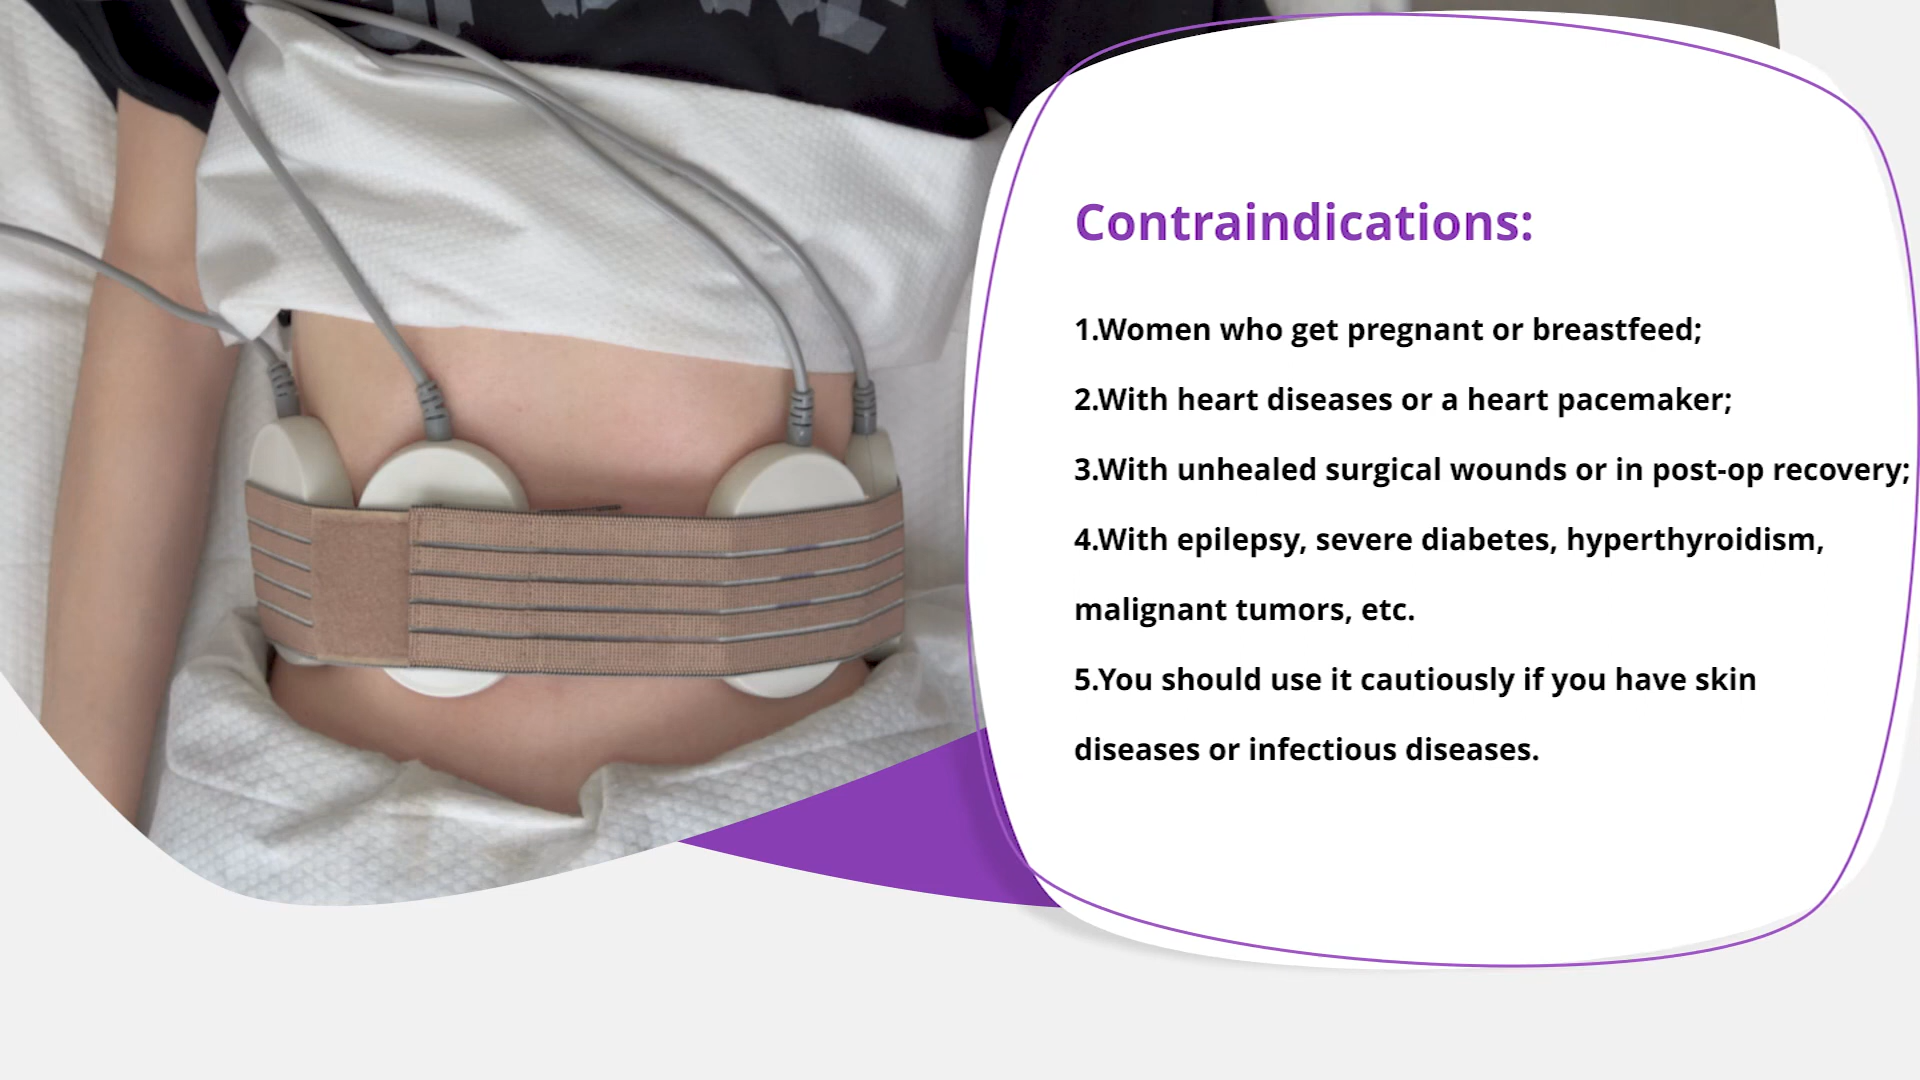 Contraindications:
1.Women who get pregnant or breastfeed;
2.With heart diseases or a heart pacemaker;
3.With unhealed surgical wounds or in post-op recovery;
4.With epilepsy, severe diabetes, hyperthyroidism,
malignant tumors, etc.
5.You should use it cautiously if you have skin
diseases or infectious diseases.